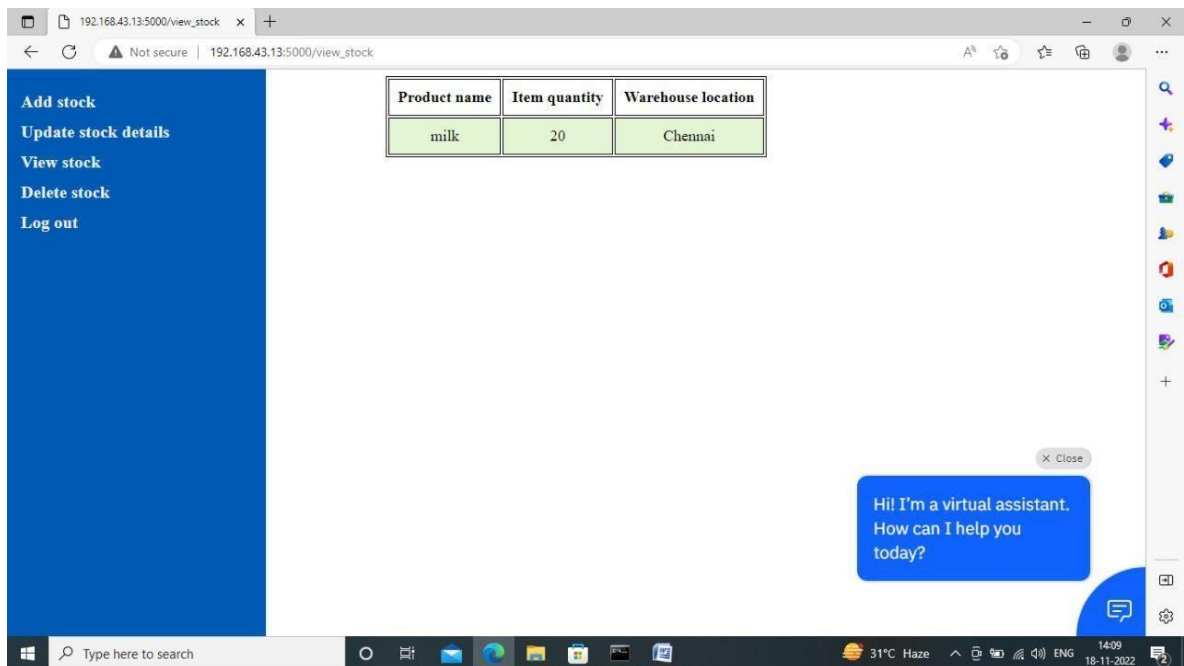 192.168.43.13:5000/view_stock
Not secure | 192.168.43.13:5000/view_stock
Add stock
Update stock details
View stock
Delete stock
Log out
Product name Item quantity Warehouse location
milk 20 Chennai
× Close
Hi! I'm a virtual assistant.
How can I help you
today?
Type here to search
31°C Haze
ENG
14:09
18-11-2022
2